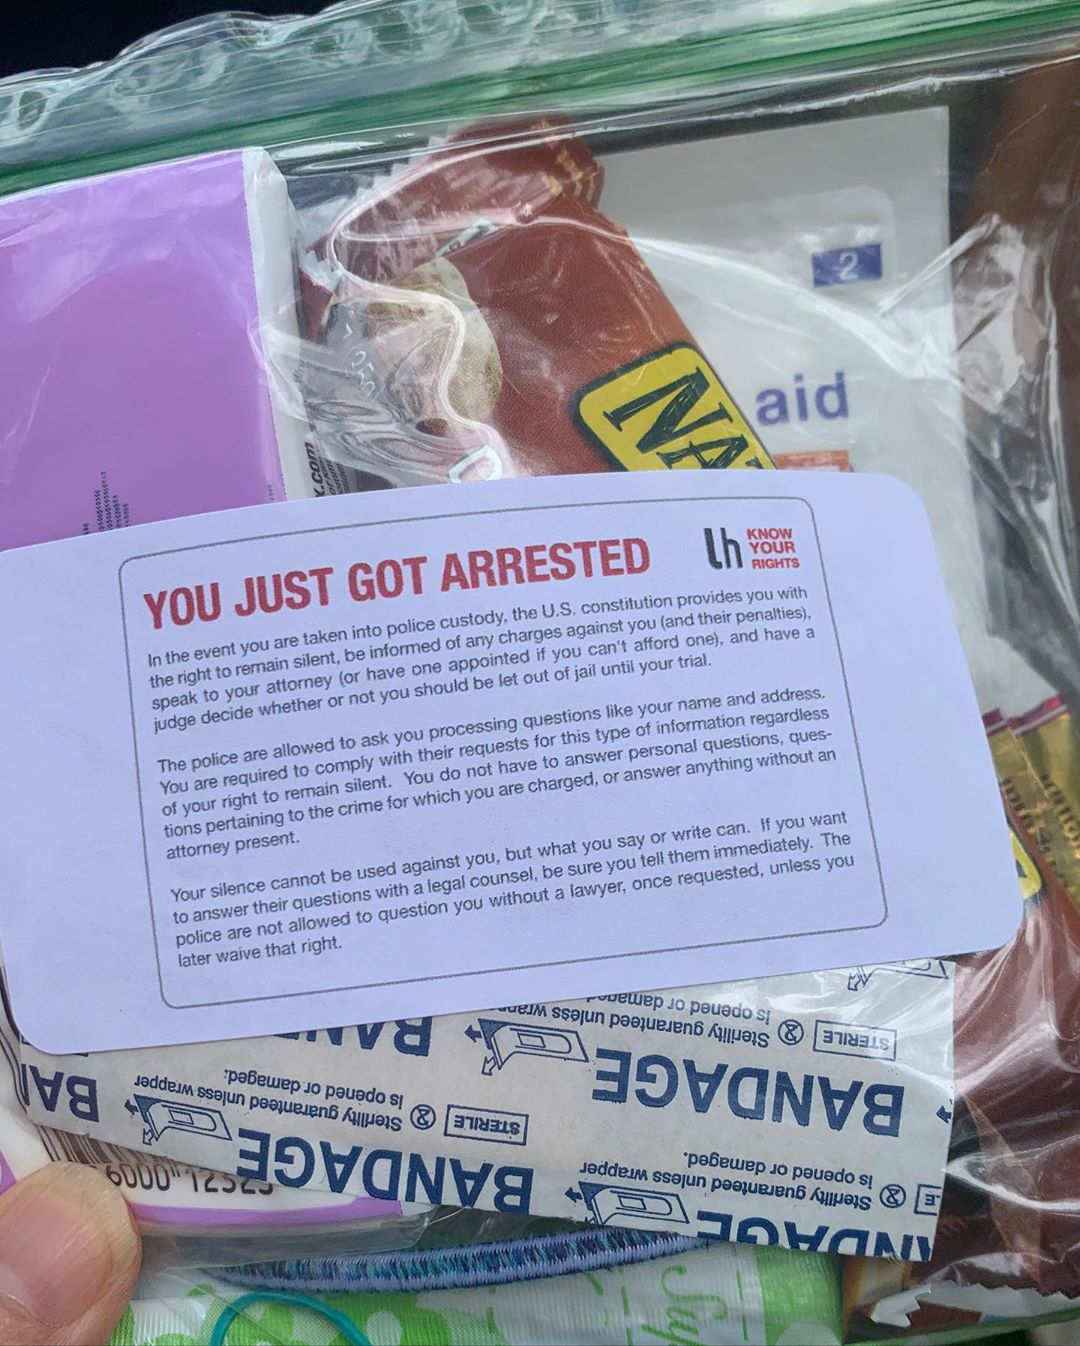 2
aid
NA
.com
YOU JUST GOT ARRESTED
lh KNOW
YOUR
RIGHTS
In the event you are taken into police custody, the U.S. constitution provides you with
the right to remain silent, be informed of any charges against you (and their penalties),
speak to your attorney (or have one appointed if you can't afford one), and have a
judge decide whether or not you should be let out of jail until your trial.
The police are allowed to ask you processing questions like your name and address.
You are required to comply with their requests for this type of information regardless
of your right to remain silent. You do not have to answer personal questions, ques-
tions pertaining to the crime for which you are charged, or answer anything without an
attorney present.
Your silence cannot be used against you, but what you say or write can. If you want
to answer their questions with a legal counsel, be sure you tell them immediately. The
police are not allowed to question you without a lawyer, once requested, unless you
later waive that right.
BANDAGE
STERILE
Sterility guaranteed unless wrapper
is opened or damaged.
BANDAGE
STERILE
Sterility guaranteed unless
is opened or
Sterility guaranteed unless wrapper
is opened or damaged.